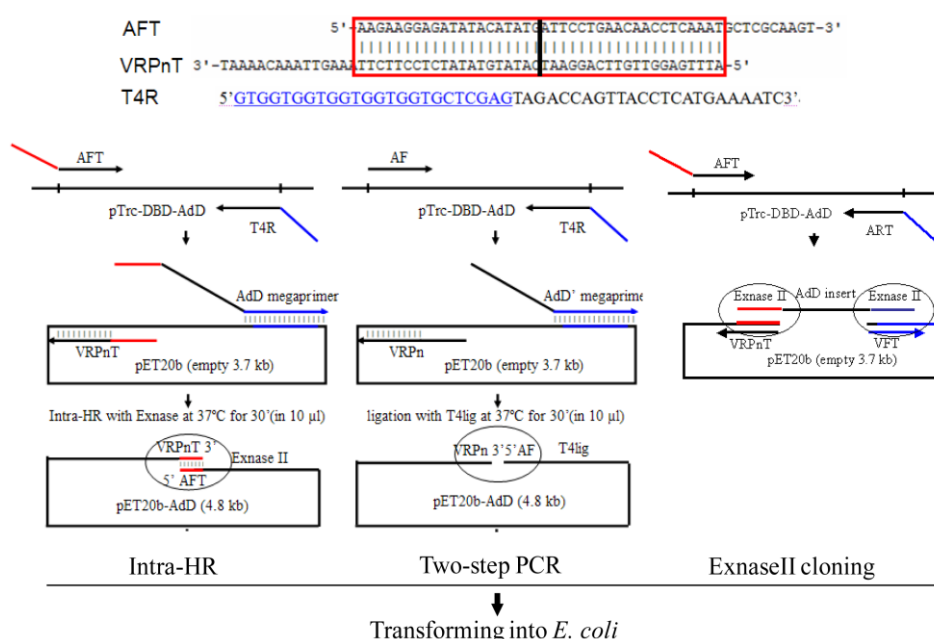 AFT 5'-AAGAAGGAGATATACATATGATTCCTGAACAACCTCAAATGCTCGCAAGT-3'
VRPnT 3'-TAAAACAAATTGAAATTCTTCCTCTATATGTATACTAAGGACTTGTTGGAGTTTA-5'
T4R 5'GTGGTGGTGGTGGTGGTGCTCGAGTAGACCAGTTACCTCATGAAAATC3'
AFT
pTrc-DBD-AdD
T4R
AdD megaprimer
VRPnT
pET20b (empty 3.7 kb)
Intra-HR with Exnase at 37°C for 30'(in 10 µl)
VRPnT 3'
Exnase II
5' AFT
pET20b-AdD (4.8 kb)
Intra-HR
AF
pTrc-DBD-AdD
T4R
AdD' megaprimer
VRPn
pET20b (empty 3.7 kb)
ligation with T4lig at 37°C for 30'(in 10 µl)
VRPn 3'5'AF
T4lig
pET20b-AdD (4.8 kb)
Two-step PCR
AFT
pTrc-DBD-AdD
ART
Exnase II
AdD insert
Exnase II
VRPnT
VFT
pET20b (empty 3.7 kb)
ExnaseII cloning
Transforming into E. coli